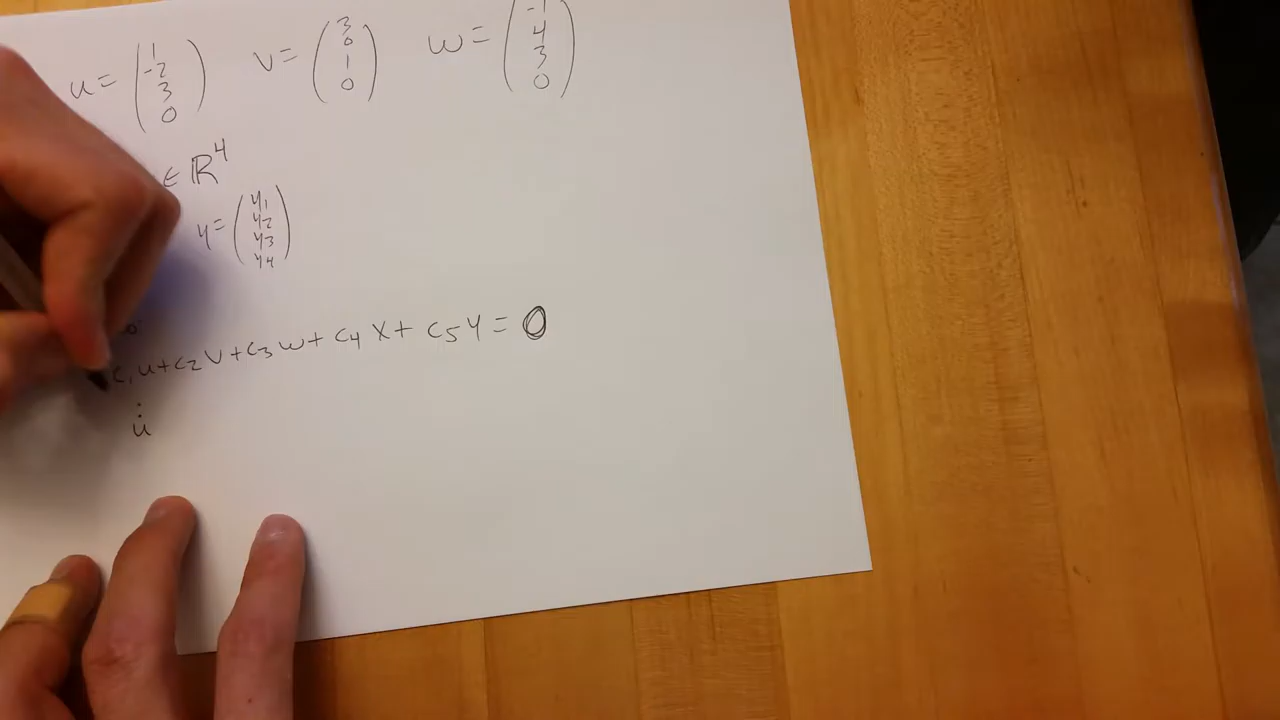 u = (1 -2 3 0) v = (3 0 1 0) w = (-1 4 3 0)
∈ ℝ⁴
y = (y₁ y₂ y₃ y₄)
c₁u + c₂v + c₃w + c₄x + c₅y = 0
u